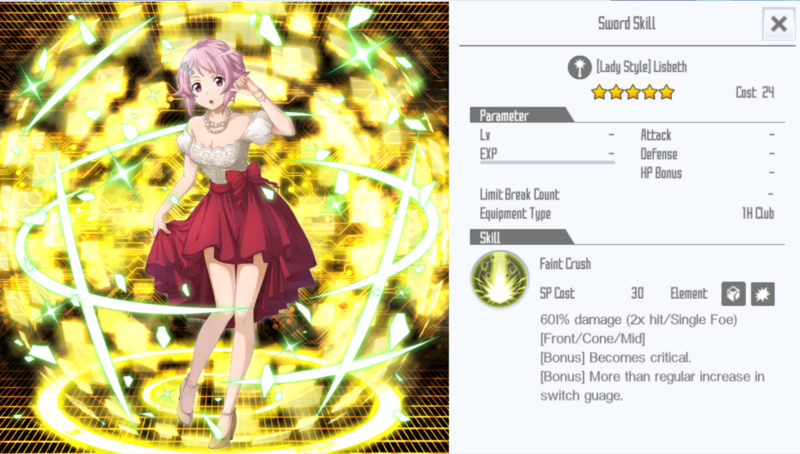 Sword Skill
[Lady Style] Lisbeth
Cost 24
Parameter
Lv - Attack -
EXP - Defense -
HP Bonus -
Limit Break Count -
Equipment Type 1H Club
Skill
Faint Crush
SP Cost 30 Element
601% damage (2x hit/Single Foe)
[Front/Cone/Mid]
[Bonus] Becomes critical.
[Bonus] More than regular increase in
switch guage.